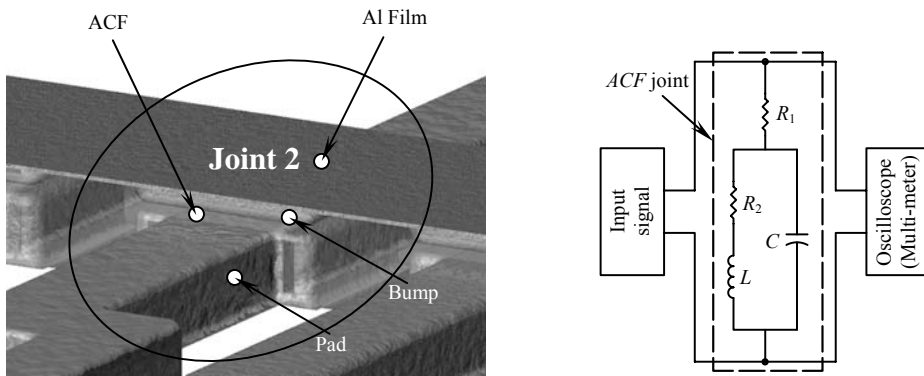 ACF
Al Film
Joint 2
Bump
Pad
ACF joint
Input
signal
R1
R2
L
C
Oscilloscope
(Multi-meter)